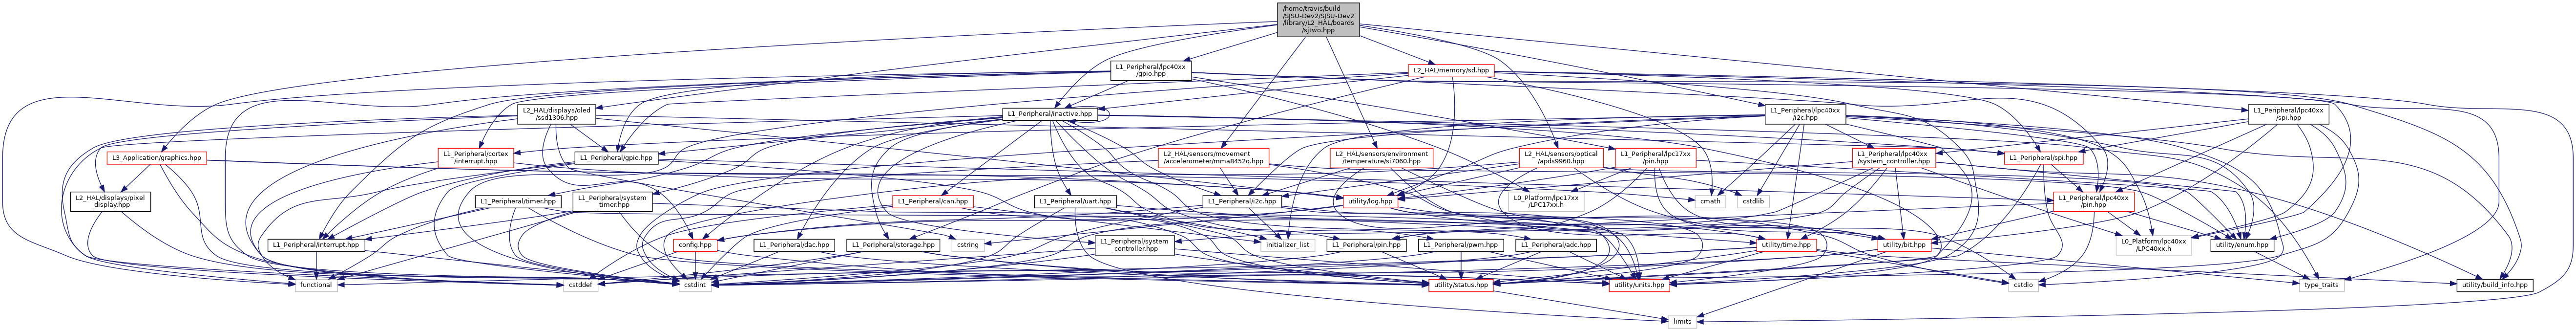 /home/travis/build
/SJSU-Dev2/SJSU-Dev2
/library/L2_HAL/boards
/sjtwo.hpp
L1_Peripheral/lpc40xx
/gpio.hpp
L2_HAL/memory/sd.hpp
L2_HAL/displays/oled
/ssd1306.hpp
L1_Peripheral/inactive.hpp
L1_Peripheral/lpc40xx
/i2c.hpp
L1_Peripheral/lpc40xx
/spi.hpp
L3_Application/graphics.hpp
L1_Peripheral/cortex
/interrupt.hpp
L1_Peripheral/gpio.hpp
L2_HAL/sensors/movement
/accelerometer/mma8452q.hpp
L2_HAL/sensors/environment
/temperature/si7060.hpp
L2_HAL/sensors/optical
/apds9960.hpp
L1_Peripheral/lpc17xx
/pin.hpp
L1_Peripheral/lpc40xx
/system_controller.hpp
L1_Peripheral/spi.hpp
L2_HAL/displays/pixel
_display.hpp
L1_Peripheral/timer.hpp
L1_Peripheral/system
_timer.hpp
L1_Peripheral/can.hpp
L1_Peripheral/uart.hpp
L1_Peripheral/i2c.hpp
utility/log.hpp
cmath
cstdlib
L0_Platform/lpc17xx
/LPC17xx.h
L1_Peripheral/lpc40xx
/pin.hpp
L1_Peripheral/interrupt.hpp
config.hpp
L1_Peripheral/dac.hpp
L1_Peripheral/storage.hpp
cstring
L1_Peripheral/system
_controller.hpp
initializer_list
L1_Peripheral/pin.hpp
L1_Peripheral/pwm.hpp
L1_Peripheral/adc.hpp
utility/time.hpp
utility/bit.hpp
L0_Platform/lpc40xx
/LPC40xx.h
utility/enum.hpp
functional
cstddef
cstdint
utility/status.hpp
utility/units.hpp
cstdio
type_traits
utility/build_info.hpp
limits